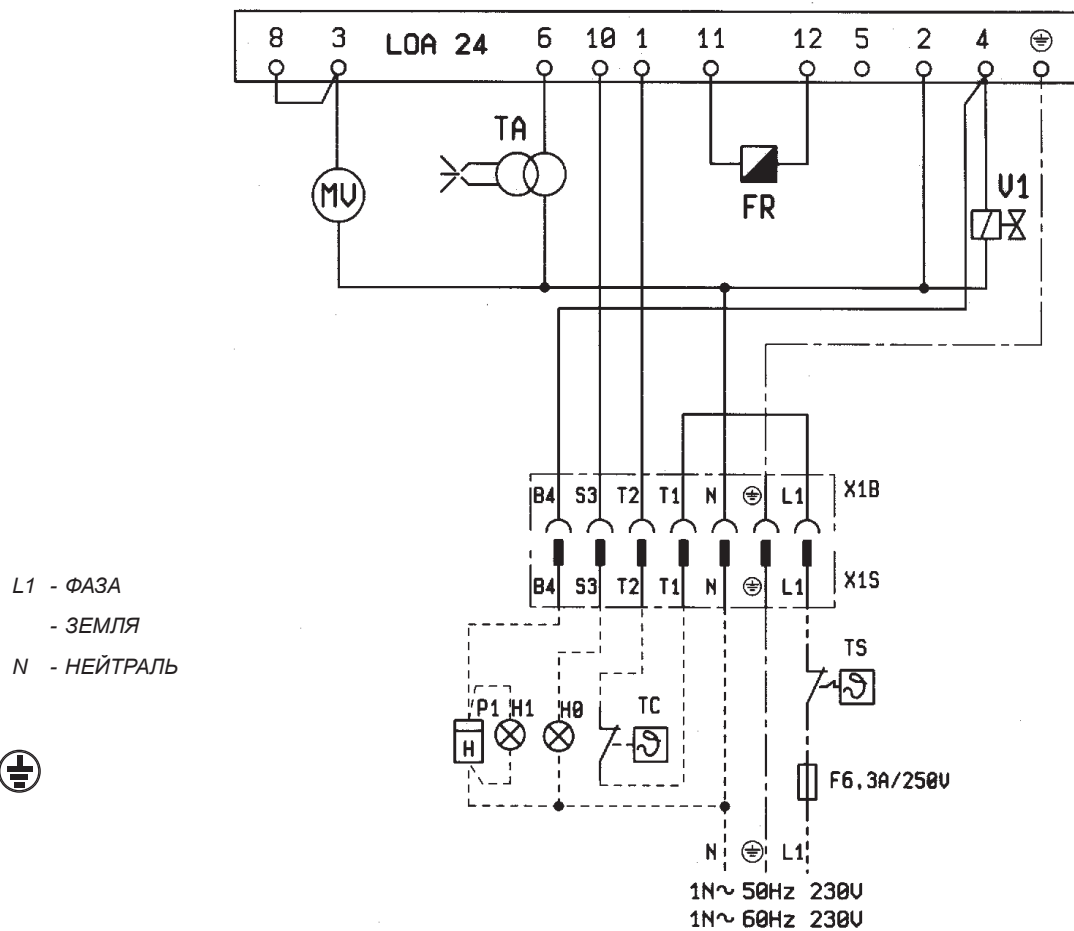 8 3 LOA 24 6 10 1 11 12 5 2 4
TA
MV
FR
V1
B4 S3 T2 T1 N L1 X1B
B4 S3 T2 T1 N L1 X1S
L1 - ФАЗА
- ЗЕМЛЯ
N - НЕЙТРАЛЬ
TS
P1 H1 H0 TC
H
F6,3A/250V
N L1
1N~ 50Hz 230V
1N~ 60Hz 230V